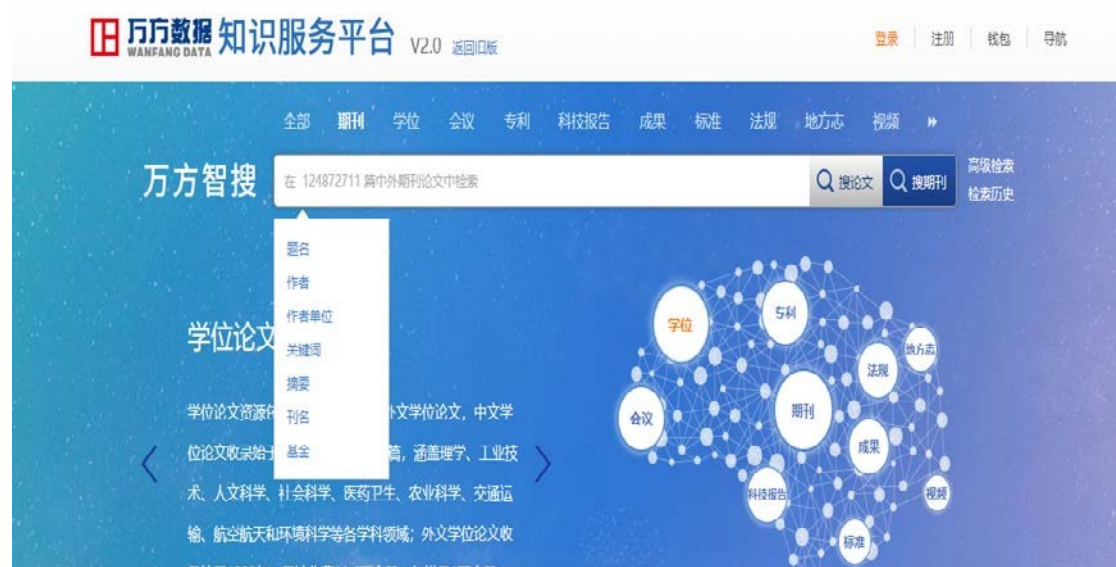 万方数据 知识服务平台 V2.0 返回旧版
WANFANG DATA
登录 注册 钱包 导航
全部 期刊 学位 会议 专利 科技报告 成果 标准 法规 地方志 视频
万方智搜 在 124872711 篇中外期刊论文中检索 搜论文 搜期刊 高级检索
检索历史
题名
作者
作者单位
关键词
摘要
刊名
基金
学位论文
学位论文资源 外文学位论文，中文学
位论文收录始于 篇，涵盖理学、工业技
术、人文科学、社会科学、医药卫生、农业科学、交通运
输、航空航天和环境科学等各学科领域；外文学位论文收
学位
专利
地方志
法规
会议
期刊
成果
科技报告
视频
标准